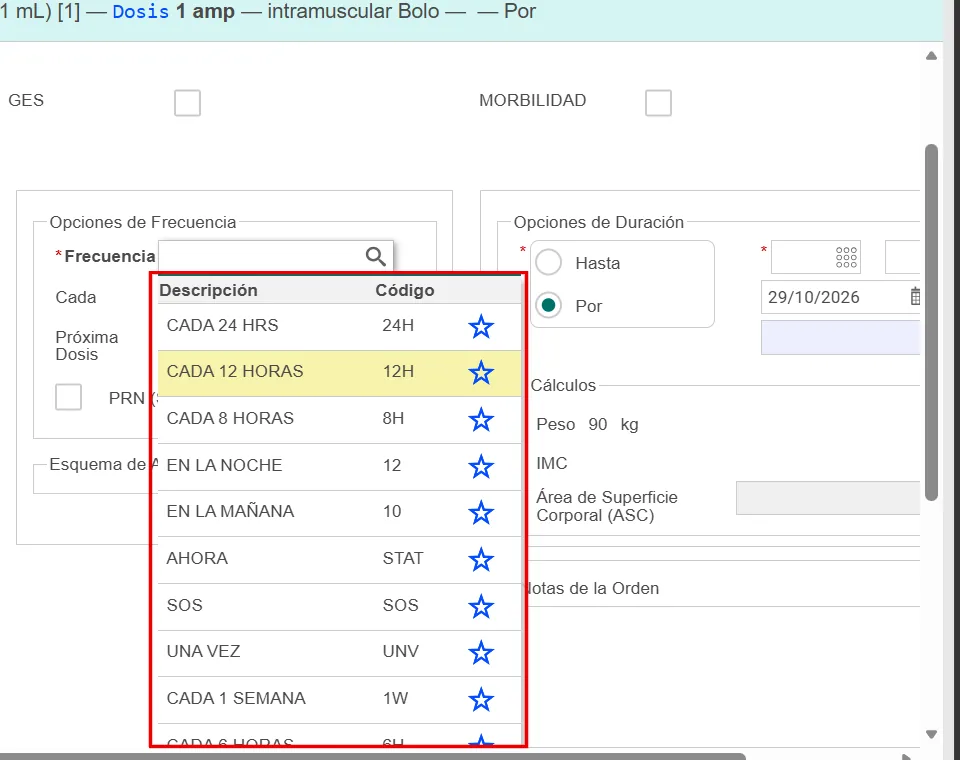 1 mL) [1] — Dosis 1 amp — intramuscular Bolo — — Por
GES
MORBILIDAD
Opciones de Frecuencia
*Frecuencia
Cada
Próxima
Dosis
PRN (
Esquema de A
Descripción Código
CADA 24 HRS 24H
CADA 12 HORAS 12H
CADA 8 HORAS 8H
EN LA NOCHE 12
EN LA MAÑANA 10
AHORA STAT
SOS SOS
UNA VEZ UNV
CADA 1 SEMANA 1W
CADA 6 HORAS 6H
Opciones de Duración
* Hasta
Por
*
29/10/2026
Cálculos
Peso 90 kg
IMC
Área de Superficie
Corporal (ASC)
Notas de la Orden